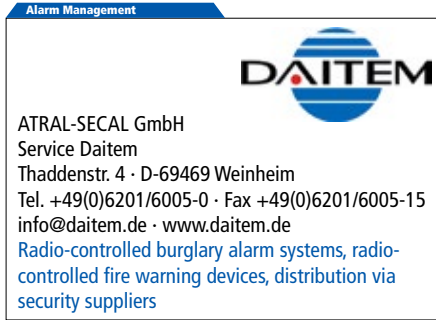 Alarm Management
DAITEM
ATRAL-SECAL GmbH
Service Daitem
Thaddenstr. 4 · D-69469 Weinheim
Tel. +49(0)6201/6005-0 · Fax +49(0)6201/6005-15
info@daitem.de · www.daitem.de
Radio-controlled burglary alarm systems, radio-
controlled fire warning devices, distribution via
security suppliers